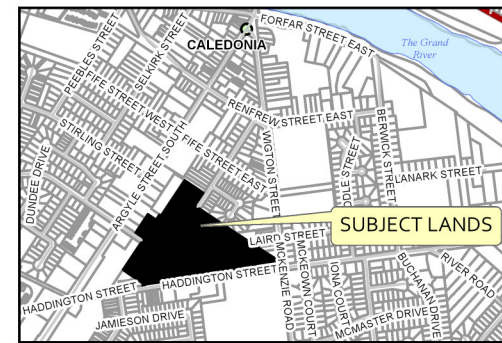 FORFAR STREET EAST
CALEDONIA
The Grand
River
PEEBLES STREET
SELKIRK STREET
FIFE STREET WEST
RENFREW STREET EAST
STIRLING STREET
FIFE STREET EAST
WIGTON STREET
BERWICK STREET
LANARK STREET
DUNDEE DRIVE
ARGYLE STREET SOUTH
SUBJECT LANDS
LAIRD STREET
HADDINGTON STREET
HADDINGTON STREET
MCKENZIE ROAD
MCKEOWN COURT
IONA COURT
BUCHANAN DRIVE
RIVER ROAD
JAMIESON DRIVE
MCMASTER DRIVE